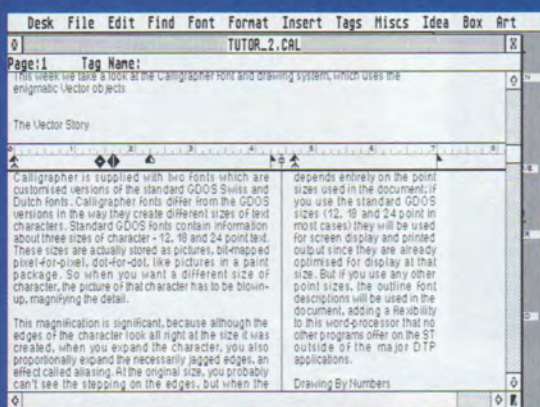 Desk File Edit Find Font Format Insert Tags Miscs Idea Box Art
TUTOR_2.CAL
Page:1 Tag Name:
This week we take a look at the Calligrapher font and drawing system, which uses the
enigmatic Vector objects
The Vector Story
Calligrapher is supplied with two fonts which are
customised versions of the standard GDOS Swiss and
Dutch fonts. Calligrapher fonts differ from the GDOS
versions in the way they create different sizes of text
characters. Standard GDOS fonts contain information
about three sizes of character - 12, 18 and 24 point text.
These sizes are actually stored as pictures, bit-mapped
pixel-for-pixel, dot-for-dot, like pictures in a paint
package. So when you want a different size of
character, the picture of that character has to be blown-
up, magnifying the detail.
This magnification is significant, because although the
edges of the character look all right at the size it was
created, when you expand the character, you also
proportionally expand the necessarily jagged edges, an
effect called aliasing. At the original size, you probably
can't see the stepping on the edges, but when the
depends entirely on the point
sizes used in the document; if
you use the standard GDOS
sizes (12, 18 and 24 point in
most cases) they will be used
for screen display and printed
output since they are already
optimised for display at that
size. But if you use any other
point sizes, the outline font
descriptions will be used in the
document, adding a flexibility
to this word-processor that no
other programs offer on the ST
outside of the major DTP
applications.
Drawing By Numbers